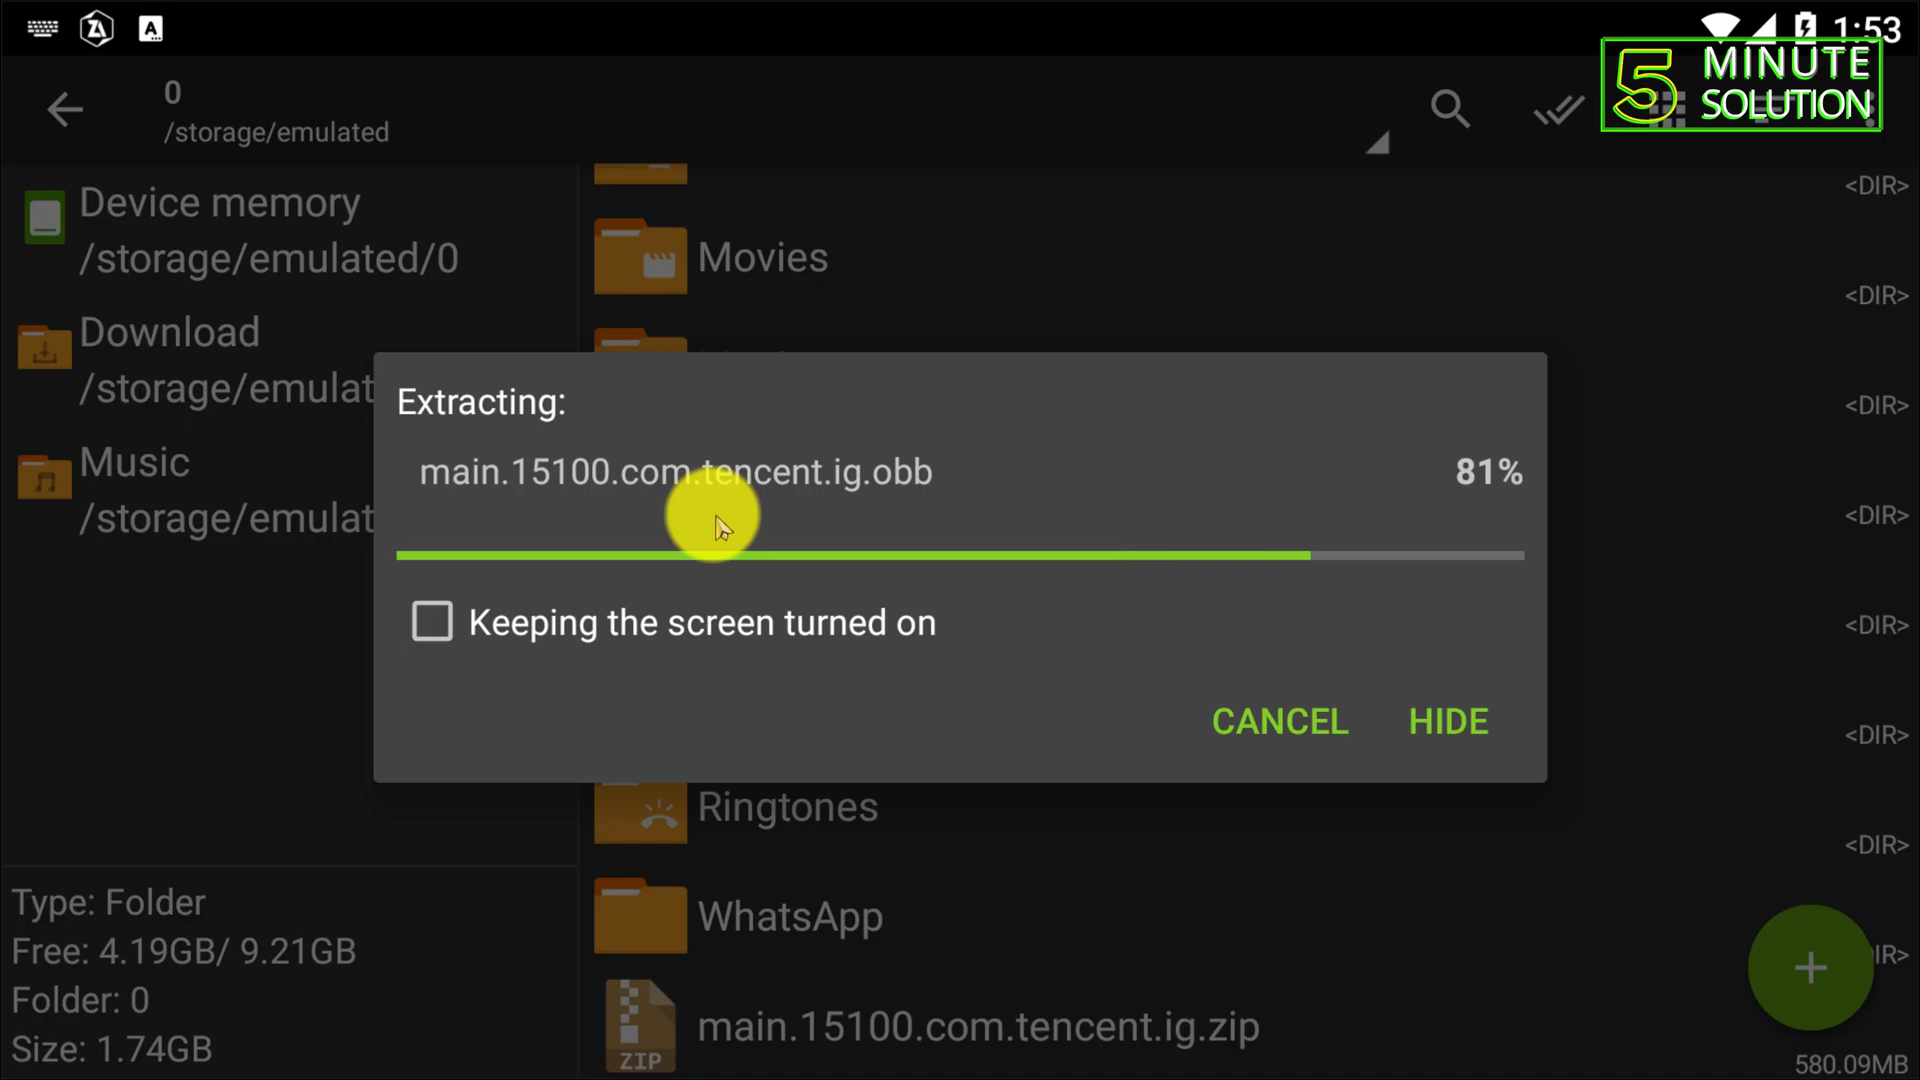 A
1:53
5 MINUTE
SOLUTION
0
/storage/emulated
Device memory
/storage/emulated/0
Download
/storage/emulat
Music
/storage/emulat
<DIR>
Movies
<DIR>
<DIR>
Extracting:
main.15100.com.tencent.ig.obb
81%
<DIR>
Keeping the screen turned on
<DIR>
CANCEL
HIDE
<DIR>
Ringtones
<DIR>
WhatsApp
IR>
main.15100.com.tencent.ig.zip
ZIP
580.09MB
Type: Folder
Free: 4.19GB/ 9.21GB
Folder: 0
Size: 1.74GB